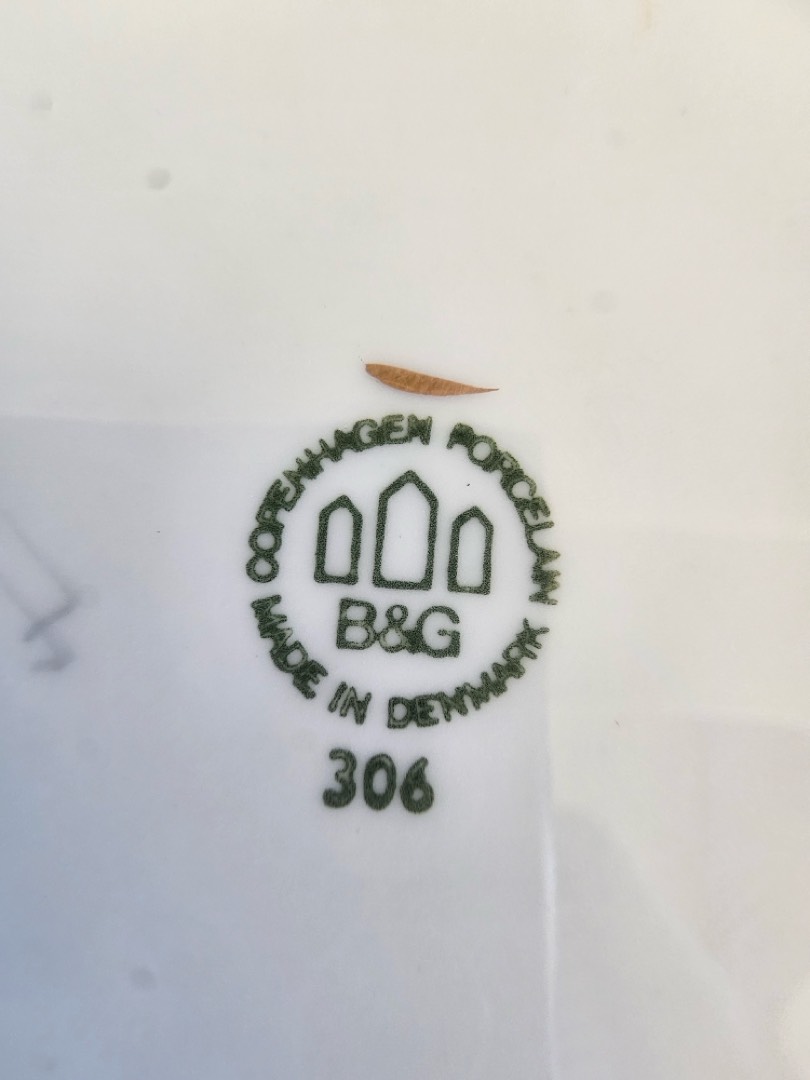 COPENHAGEN PORCELAIN
B&G
MADE IN DENMARK
306